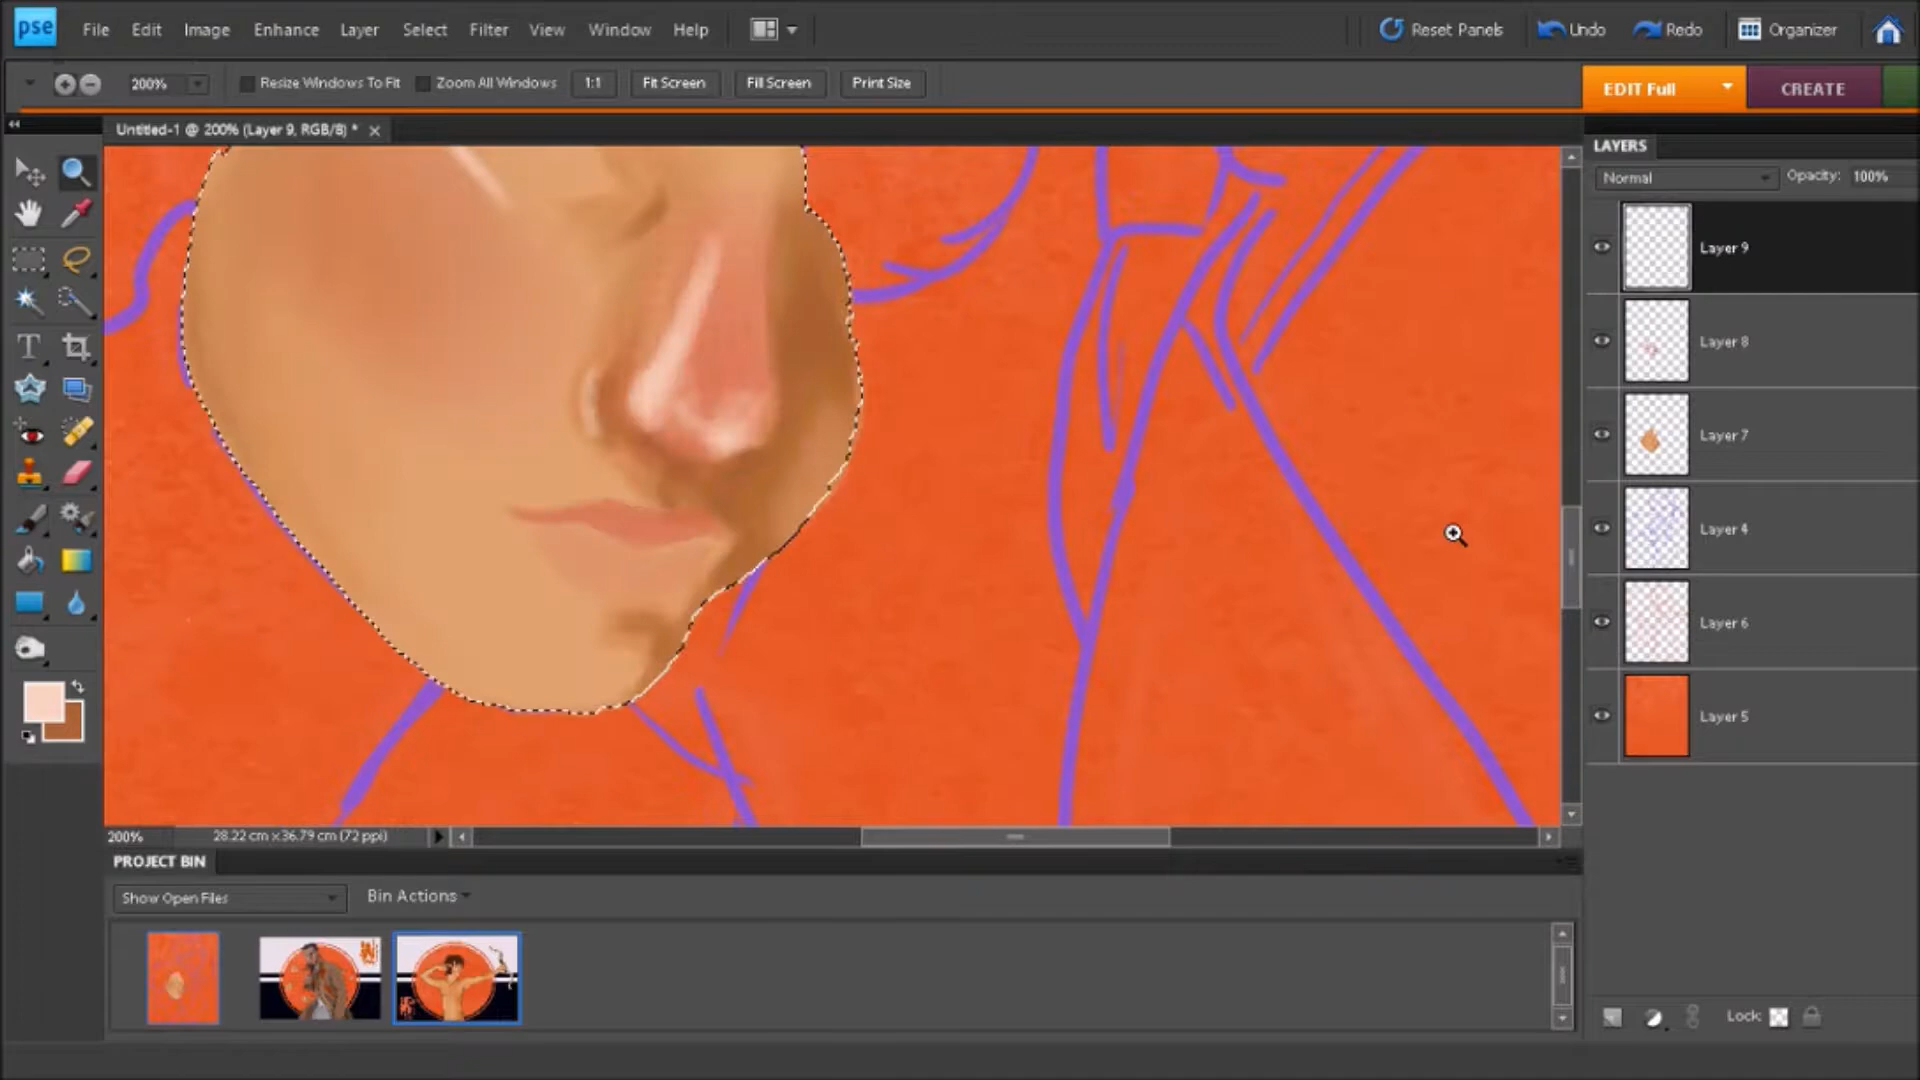 pse File Edit Image Enhance Layer Select Filter View Window Help Reset Panels Undo Redo Organizer
200% Resize Windows To Fit Zoom All Windows 1:1 Fit Screen Fill Screen Print Size EDIT Full CREATE
Untitled-1 @ 200% (Layer 9, RGB/8) *
LAYERS
Normal Opacity: 100%
Layer 9
Layer 8
Layer 7
Layer 4
Layer 6
Layer 5
T
200% 28.22 cm x 36.79 cm (72 ppi)
PROJECT BIN
Show Open Files Bin Actions
Lock: